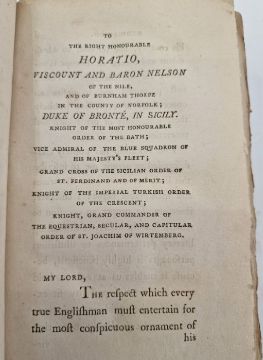 TO
THE RIGHT HONOURABLE
HORATIO,
VISCOUNT AND BARON NELSON
OF THE NILE,
AND OF BURNHAM THORPE
IN THE COUNTY OF NORFOLK;
DUKE OF BRONTÉ, IN SICILY.
KNIGHT OF THE MOST HONOURABLE
ORDER OF THE BATH;
VICE ADMIRAL OF THE BLUE SQUADRON OF
HIS MAJESTY'S FLEET;
GRAND CROSS OF THE SICILIAN ORDER OF
ST. FERDINAND AND OF MERIT;
KNIGHT OF THE IMPERIAL TURKISH ORDER
OF THE CRESCENT;
KNIGHT, GRAND COMMANDER OF
THE EQUESTRIAN, SECULAR, AND CAPITULAR
ORDER OF ST. JOACHIM OF WIRTEMBERG.
MY LORD,
THE respect which every
true Engliſhman muſt entertain for
the moſt conſpicuous ornament of
his